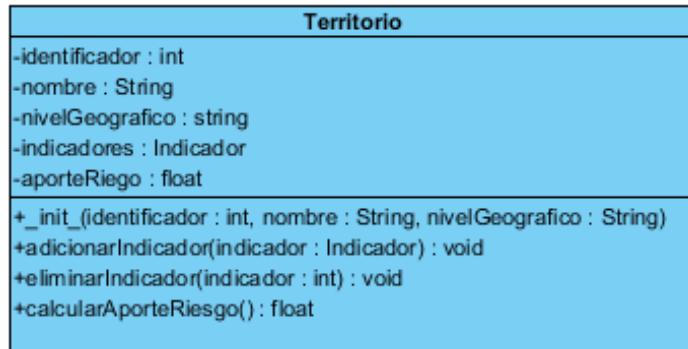 Territorio
-identificador : int
-nombre : String
-nivelGeografico : string
-indicadores : Indicador
-aporteRiego : float
+_init_(identificador : int, nombre : String, nivelGeografico : String)
+adicionarIndicador(indicador : Indicador) : void
+eliminarIndicador(indicador : int) : void
+calcularAporteRiesgo() : float